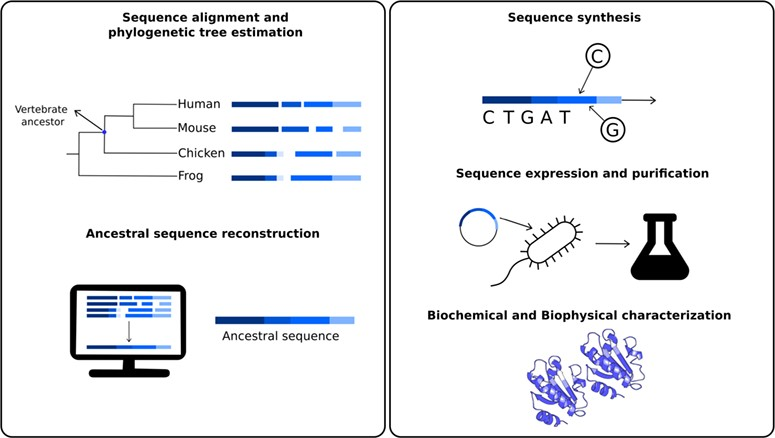 Sequence alignment and
phylogenetic tree estimation
Vertebrate
ancestor
Human
Mouse
Chicken
Frog
Ancestral sequence reconstruction
Ancestral sequence
Sequence synthesis
C
C T G A T
G
Sequence expression and purification
Biochemical and Biophysical characterization